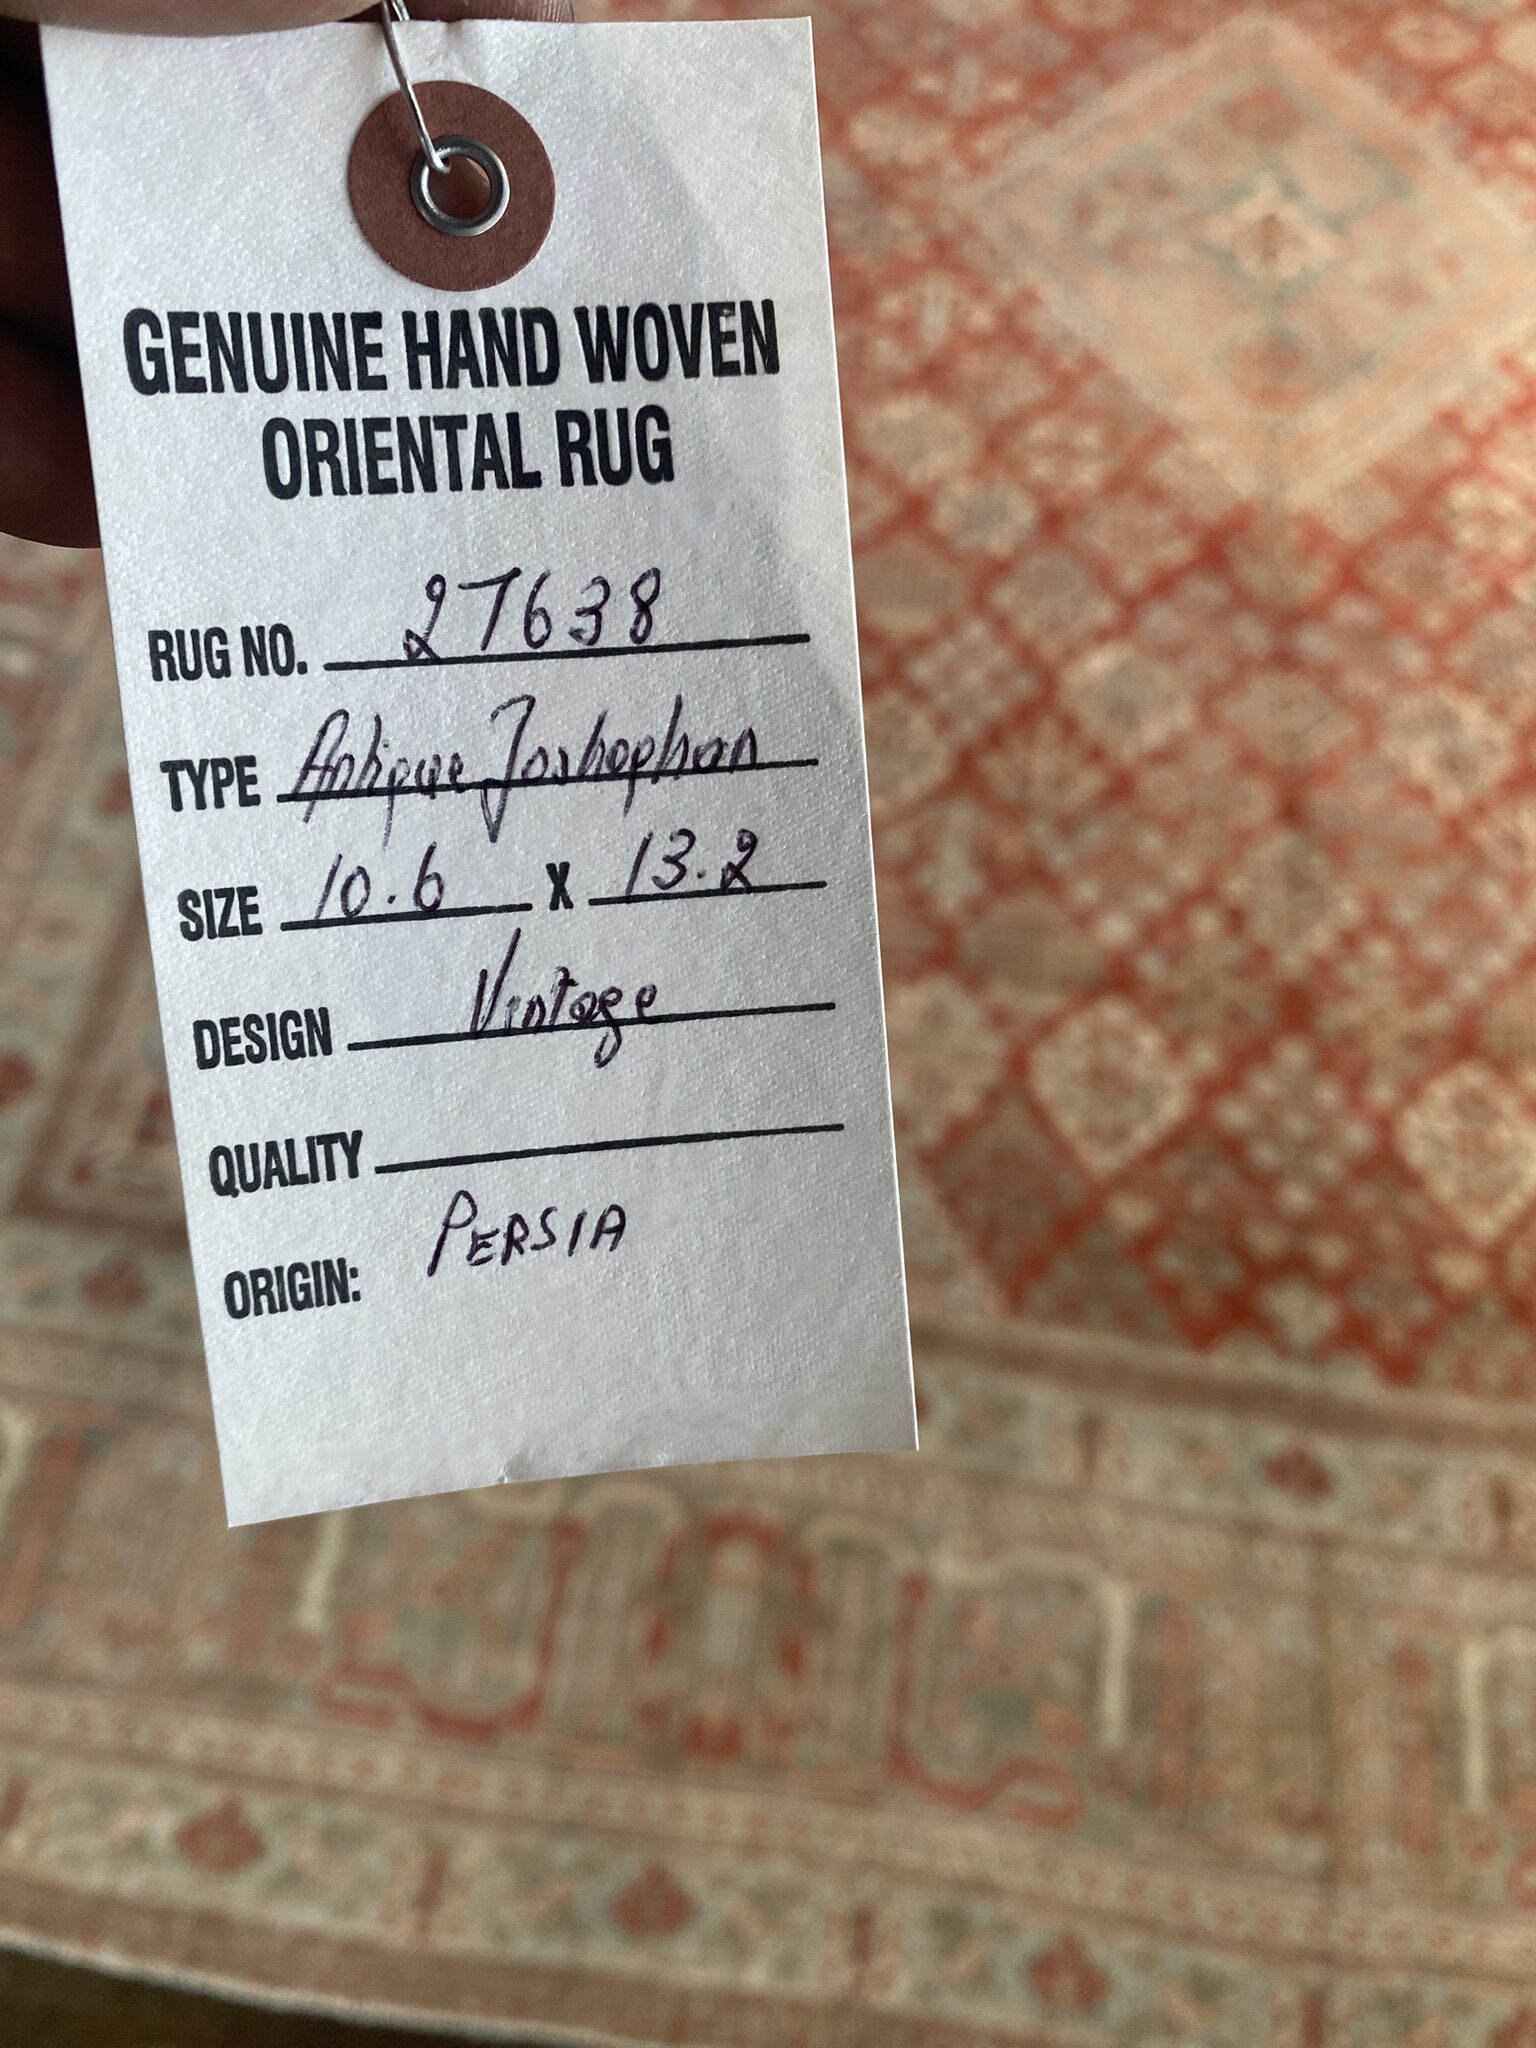 GENUINE HAND WOVEN
ORIENTAL RUG
RUG NO. 27638
TYPE Antique Joshophan
SIZE 10.6 X 13.2
DESIGN Vintage
QUALITY
ORIGIN: PERSIA